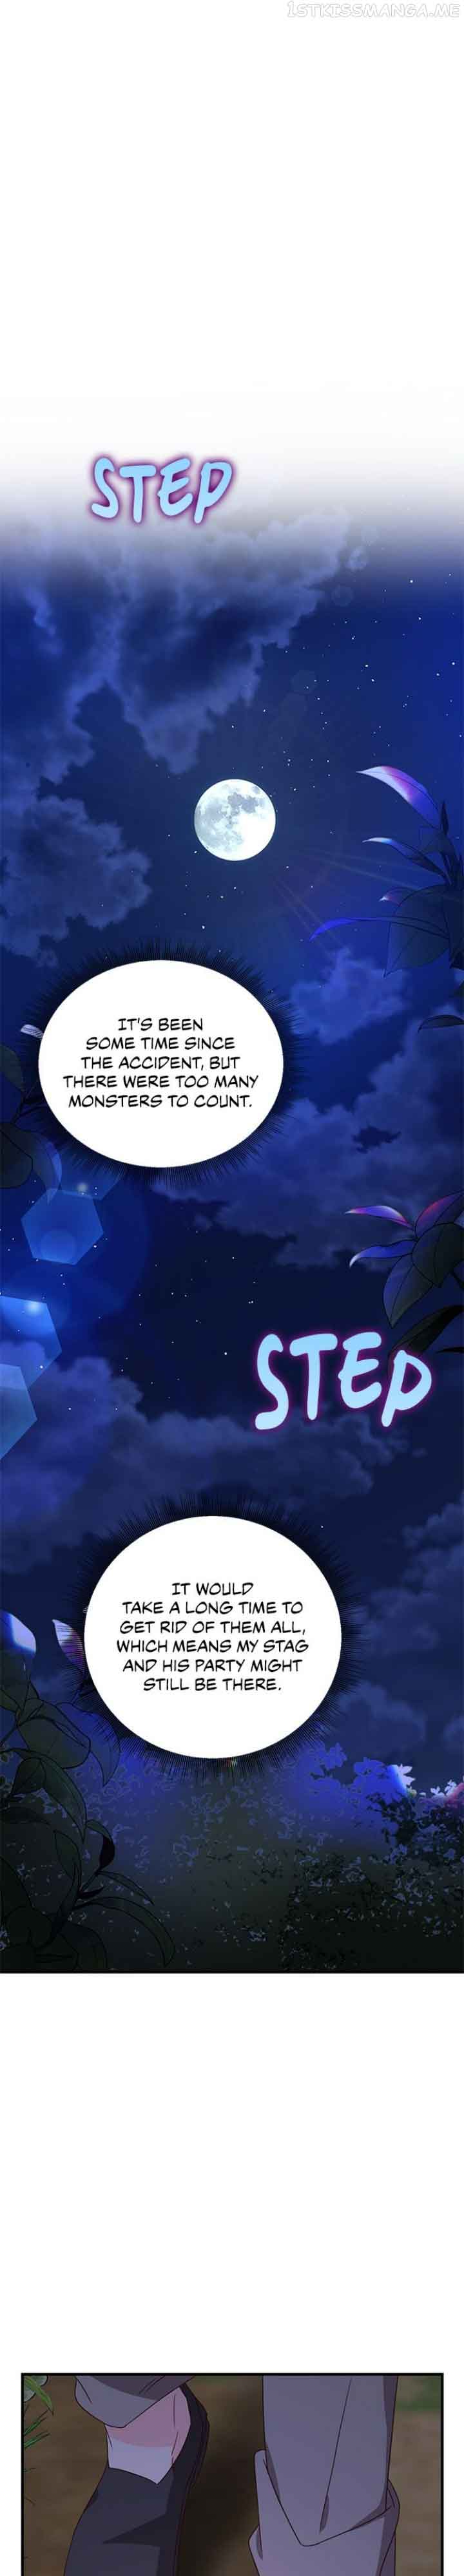 1STKISSMANGA.ME
STEP
IT'S BEEN
SOME TIME SINCE
THE ACCIDENT, BUT
THERE WERE TOO MANY
MONSTERS TO COUNT.
STEP
IT WOULD
TAKE A LONG TIME TO
GET RID OF THEM ALL,
WHICH MEANS MY STAG
AND HIS PARTY MIGHT
STILL BE THERE.